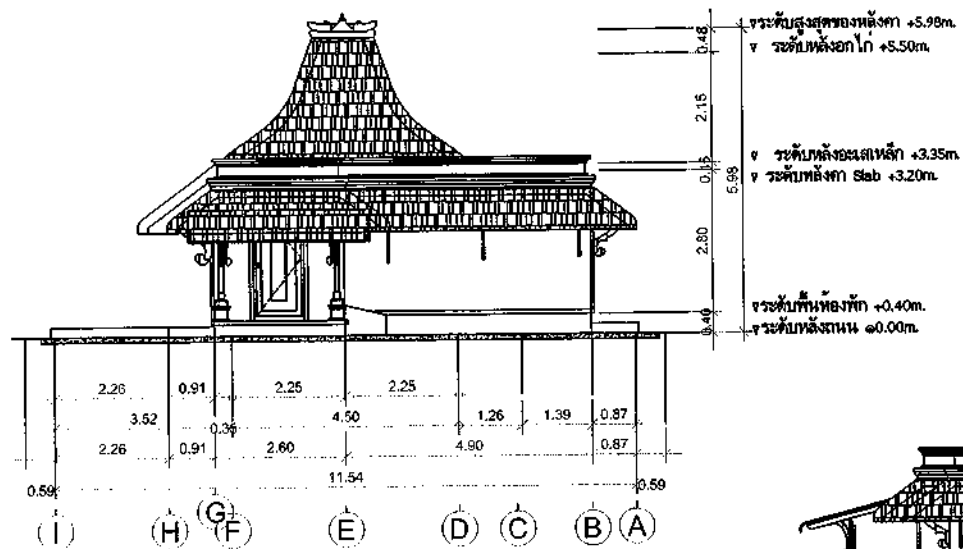 ระดับสูงสุดของหลังคา +5.98m.
ระดับหลังอกไก่ +5.50m.
ระดับหลังอะเสเหล็ก +3.35m.
ระดับหลังคา Slab +3.20m.
ระดับพื้นห้องพัก +0.40m.
ระดับหลังถนน ๑0.00m.
0.48
2.15
0.15
5.98
2.80
0.40
2.26 0.91 2.25 2.25
3.52 0.35 4.50 1.26 1.39 0.87
2.26 0.91 2.60 4.90 0.87
0.59 11.54 0.59
I H G F E D C B A